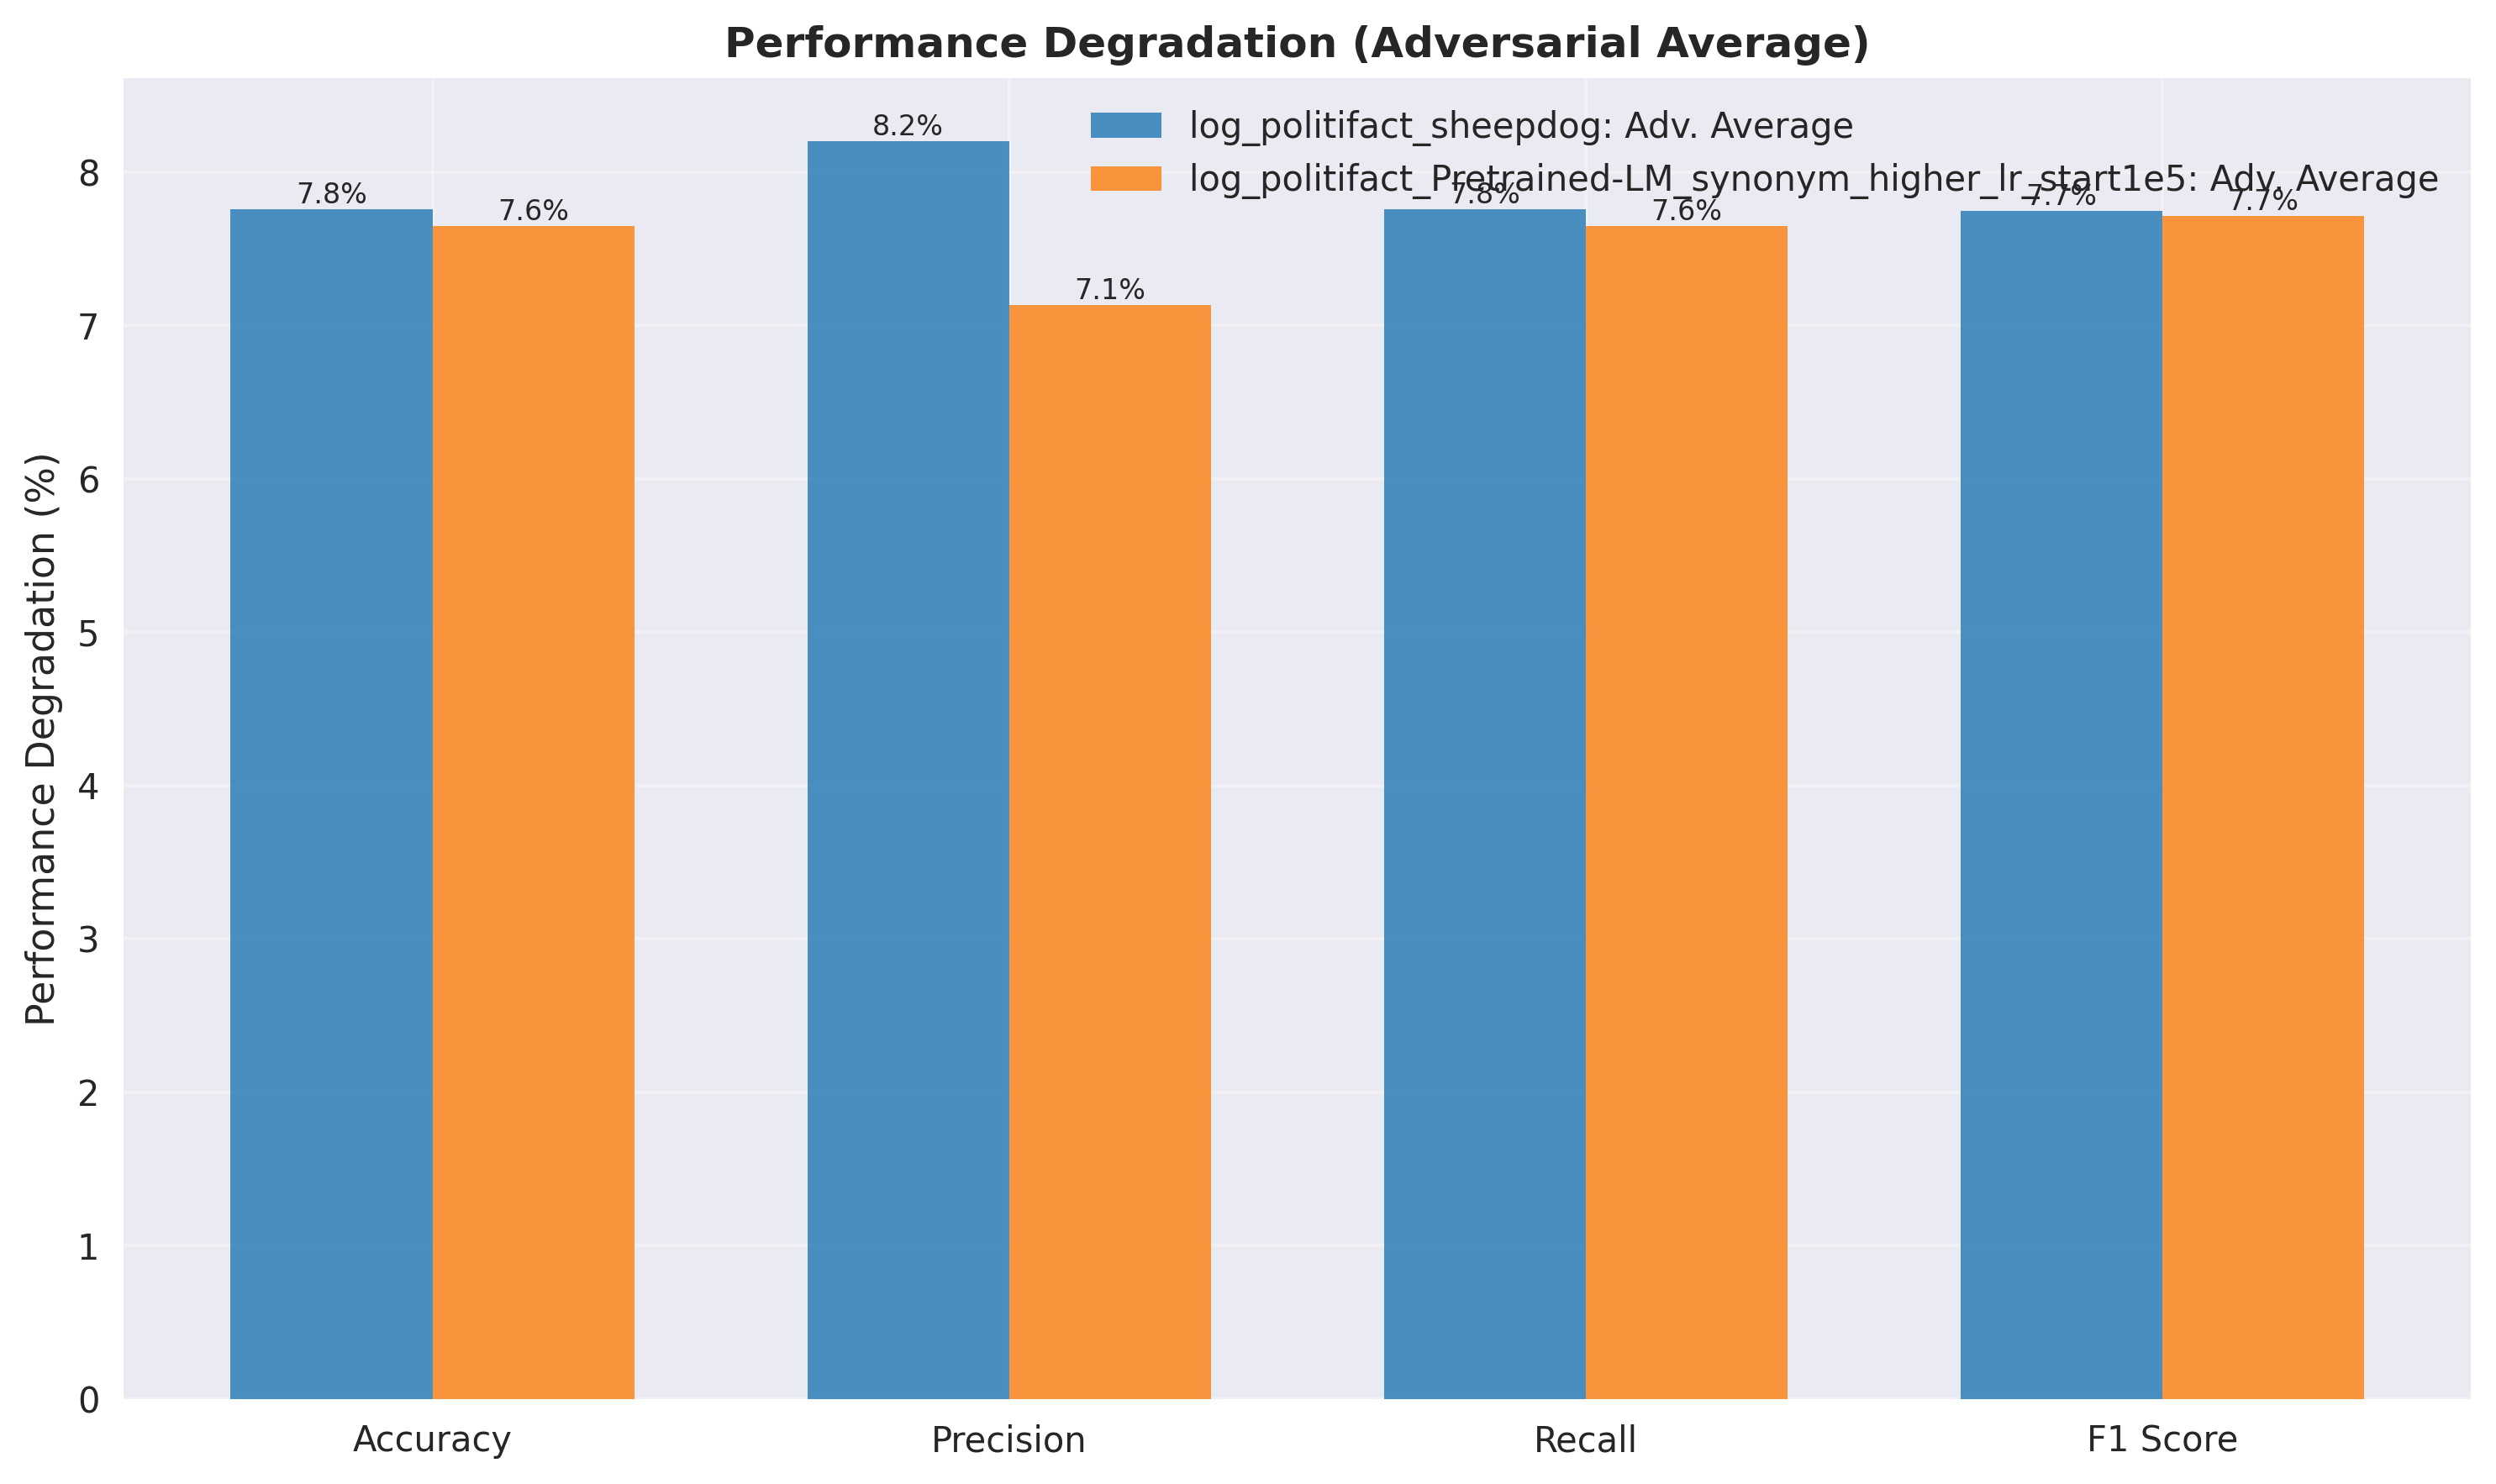 Performance Degradation (Adversarial Average)
log_politifact_sheepdog: Adv. Average
log_politifact_Pretrained-LM_synonym_higher_lr_start1e5: Adv. Average
7.8%
7.6%
8.2%
7.1%
7.8%
7.6%
7.7%
7.7%
Performance Degradation (%)
8
7
6
5
4
3
2
1
0
Accuracy
Precision
Recall
F1 Score